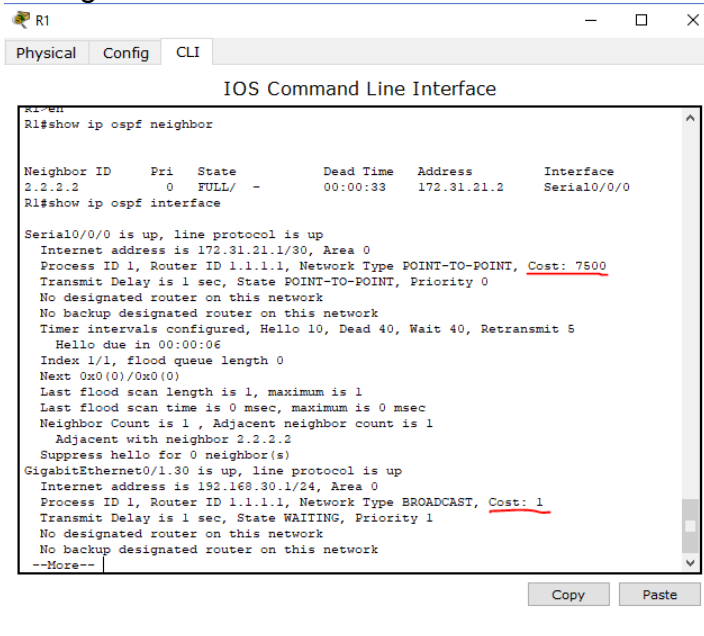 R1
Physical Config CLI
IOS Command Line Interface
R1>en
R1#show ip ospf neighbor
Neighbor ID Pri State Dead Time Address Interface
2.2.2.2 0 FULL/ - 00:00:33 172.31.21.2 Serial0/0/0
R1#show ip ospf interface
Serial0/0/0 is up, line protocol is up
Internet address is 172.31.21.1/30, Area 0
Process ID 1, Router ID 1.1.1.1, Network Type POINT-TO-POINT, Cost: 7500
Transmit Delay is 1 sec, State POINT-TO-POINT, Priority 0
No designated router on this network
No backup designated router on this network
Timer intervals configured, Hello 10, Dead 40, Wait 40, Retransmit 5
Hello due in 00:00:06
Index 1/1, flood queue length 0
Next 0x0(0)/0x0(0)
Last flood scan length is 1, maximum is 1
Last flood scan time is 0 msec, maximum is 0 msec
Neighbor Count is 1 , Adjacent neighbor count is 1
Adjacent with neighbor 2.2.2.2
Suppress hello for 0 neighbor(s)
GigabitEthernet0/1.30 is up, line protocol is up
Internet address is 192.168.30.1/24, Area 0
Process ID 1, Router ID 1.1.1.1, Network Type BROADCAST, Cost: 1
Transmit Delay is 1 sec, State WAITING, Priority 1
No designated router on this network
No backup designated router on this network
--More--
Copy Paste